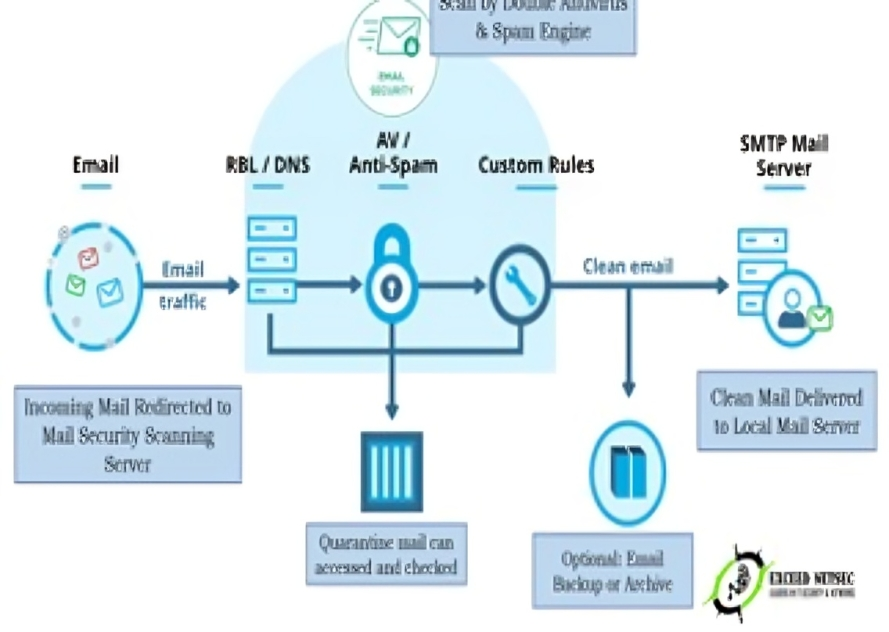 Scan by Double Antivirus
& Spam Engine
EMAIL
SECURITY
Email
RBL / DNS
AV /
Anti-Spam
Custom Rules
SMTP Mail
Server
Email
traffic
Clean email
Incoming Mail Redirected to
Mail Security Scanning
Server
Clean Mail Delivered
to Local Mail Server
Quarantine mail can
accessed and checked
Optional: Email
Backup or Archive
EXCEED NETSEC